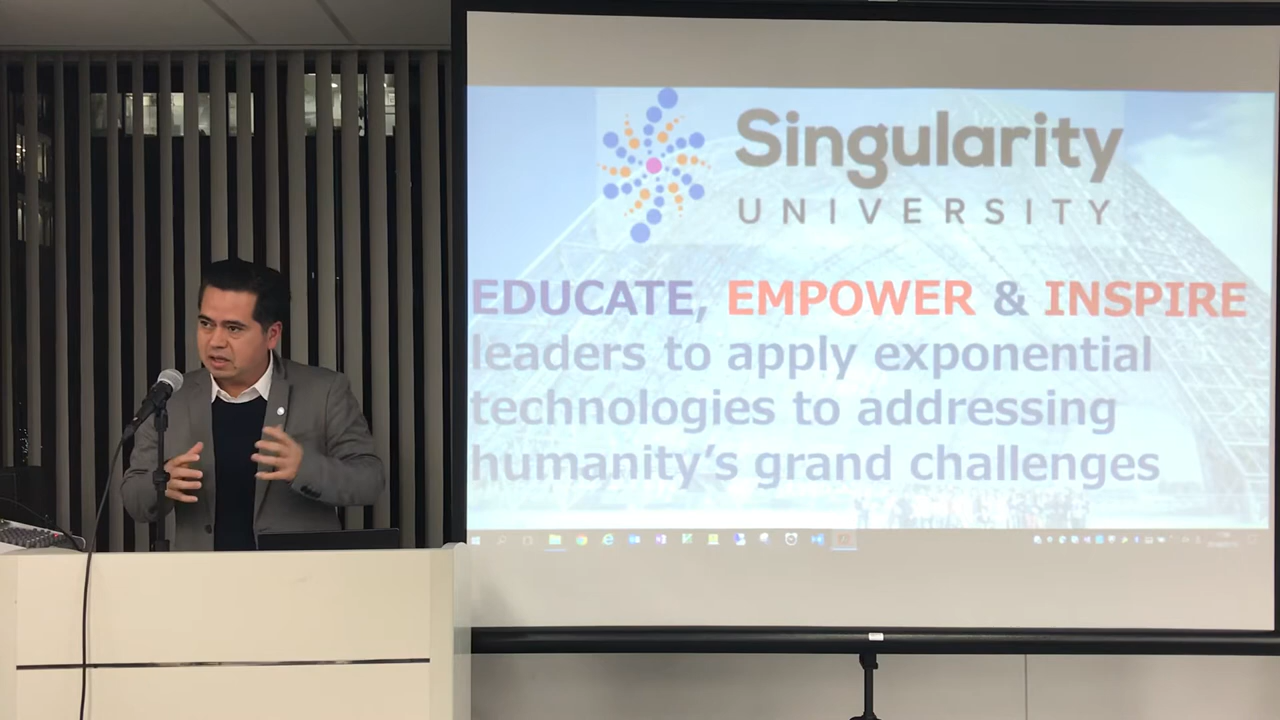 Singularity
UNIVERSITY
EDUCATE, EMPOWER & INSPIRE
leaders to apply exponential
technologies to addressing
humanity's grand challenges